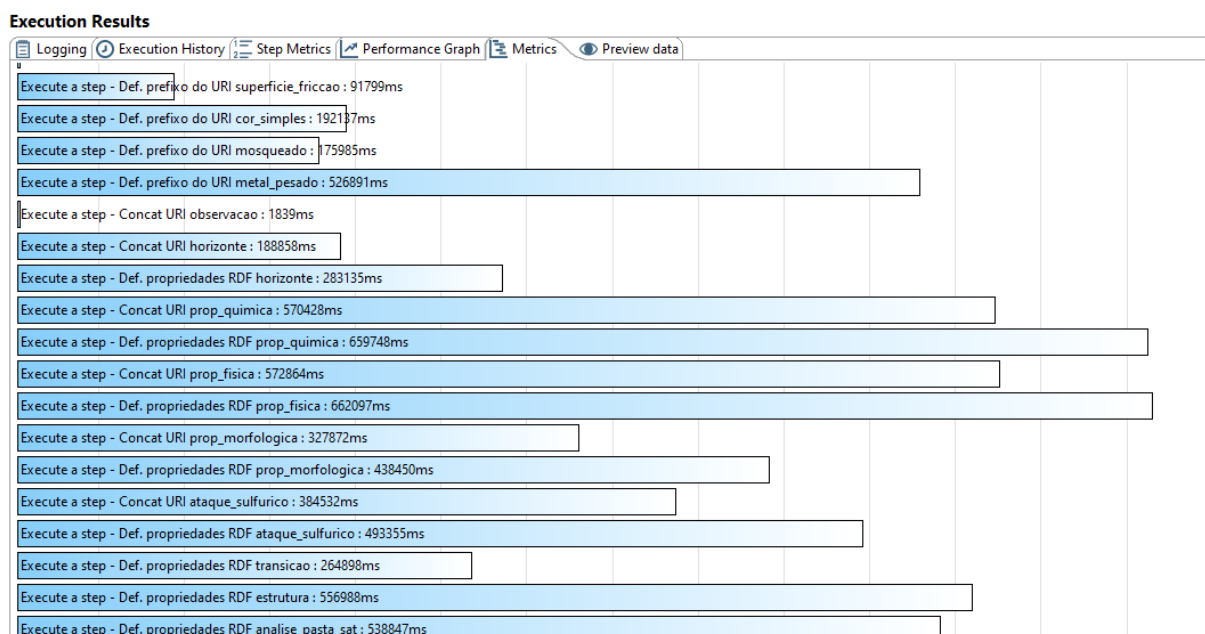 Execution Results
Logging Execution History Step Metrics Performance Graph Metrics Preview data
Execute a step - Def. prefixo do URI superficie_friccao : 91799ms
Execute a step - Def. prefixo do URI cor_simples : 192137ms
Execute a step - Def. prefixo do URI mosqueado : 175985ms
Execute a step - Def. prefixo do URI metal_pesado : 526891ms
Execute a step - Concat URI observacao : 1839ms
Execute a step - Concat URI horizonte : 188858ms
Execute a step - Def. propriedades RDF horizonte : 283135ms
Execute a step - Concat URI prop_quimica : 570428ms
Execute a step - Def. propriedades RDF prop_quimica : 659748ms
Execute a step - Concat URI prop_fisica : 572864ms
Execute a step - Def. propriedades RDF prop_fisica : 662097ms
Execute a step - Concat URI prop_morfologica : 327872ms
Execute a step - Def. propriedades RDF prop_morfologica : 438450ms
Execute a step - Concat URI ataque_sulfurico : 384532ms
Execute a step - Def. propriedades RDF ataque_sulfurico : 493355ms
Execute a step - Def. propriedades RDF transicao : 264898ms
Execute a step - Def. propriedades RDF estrutura : 556988ms
Execute a step - Def. propriedades RDF analise_pasta_sat : 538847ms